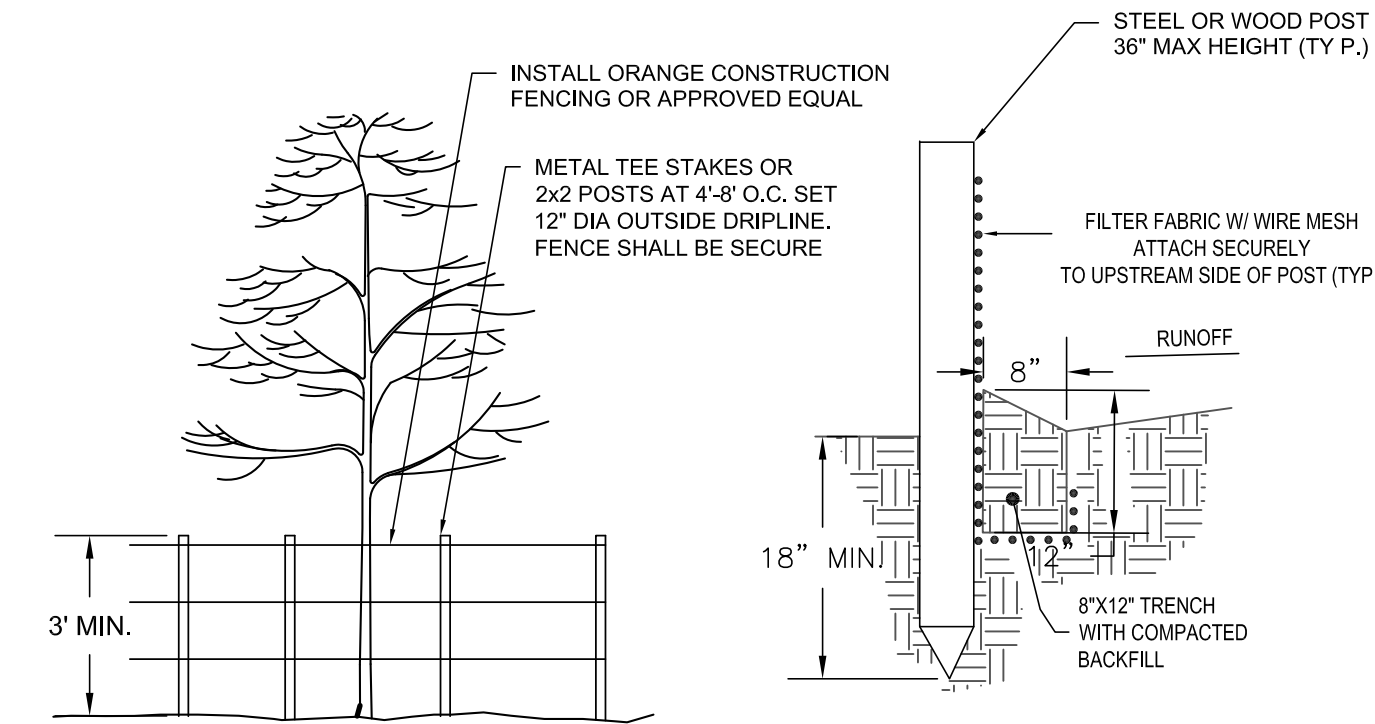 INSTALL ORANGE CONSTRUCTION
FENCING OR APPROVED EQUAL
METAL TEE STAKES OR
2x2 POSTS AT 4'-8' O.C. SET
12" DIA OUTSIDE DRIPLINE.
FENCE SHALL BE SECURE
3' MIN.
STEEL OR WOOD POST
36" MAX HEIGHT (TY P.)
FILTER FABRIC W/ WIRE MESH
ATTACH SECURELY
TO UPSTREAM SIDE OF POST (TYP
RUNOFF
8”
18” MIN.
12”
8"X12" TRENCH
WITH COMPACTED
BACKFILL